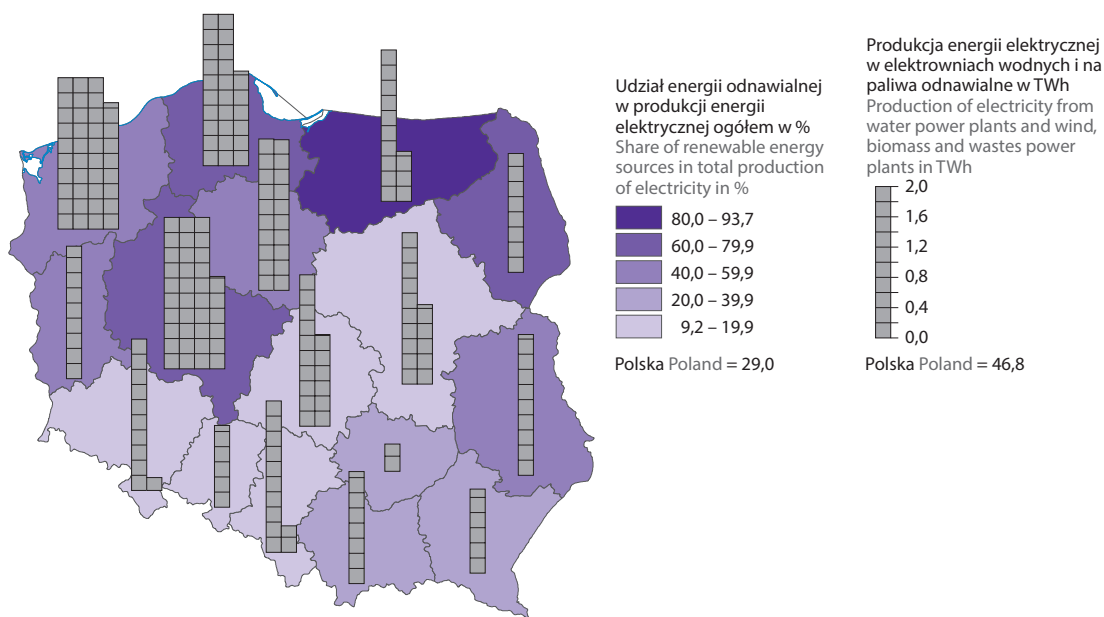 Udział energii odnawialnej
w produkcji energii
elektrycznej ogółem w %
Share of renewable energy
sources in total production
of electricity in %
80,0 – 93,7
60,0 – 79,9
40,0 – 59,9
20,0 – 39,9
9,2 – 19,9
Polska Poland = 29,0
Produkcja energii elektrycznej
w elektrowniach wodnych i na
paliwa odnawialne w TWh
Production of electricity from
water power plants and wind,
biomass and wastes power
plants in TWh
2,0
1,6
1,2
0,8
0,4
0,0
Polska Poland = 46,8